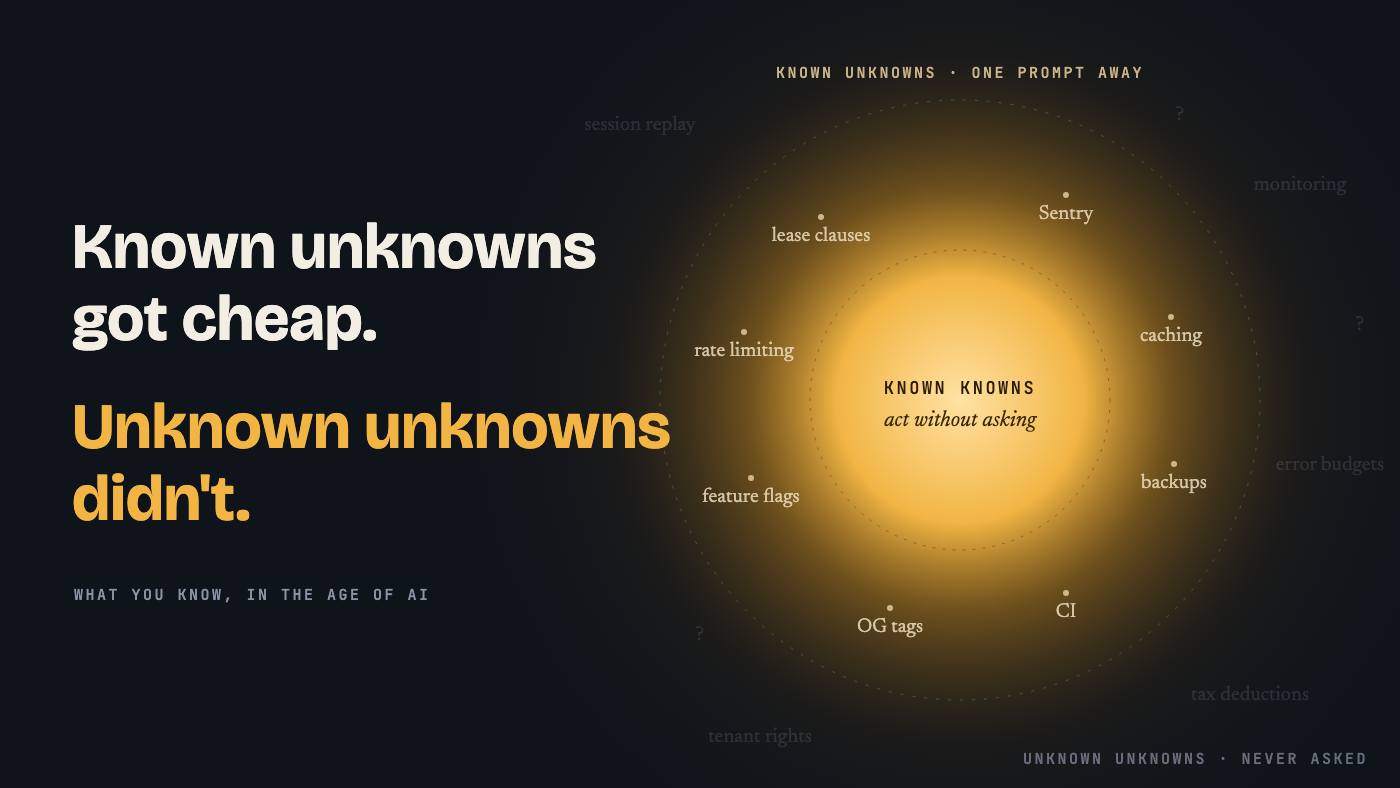 KNOWN UNKNOWNS · ONE PROMPT AWAY
session replay
?
monitoring
Sentry
lease clauses
Known unknowns
got cheap.
caching
?
rate limiting
KNOWN KNOWNS
act without asking
Unknown unknowns
didn't.
error budgets
backups
feature flags
WHAT YOU KNOW, IN THE AGE OF AI
CI
OG tags
?
tax deductions
tenant rights
UNKNOWN UNKNOWNS · NEVER ASKED